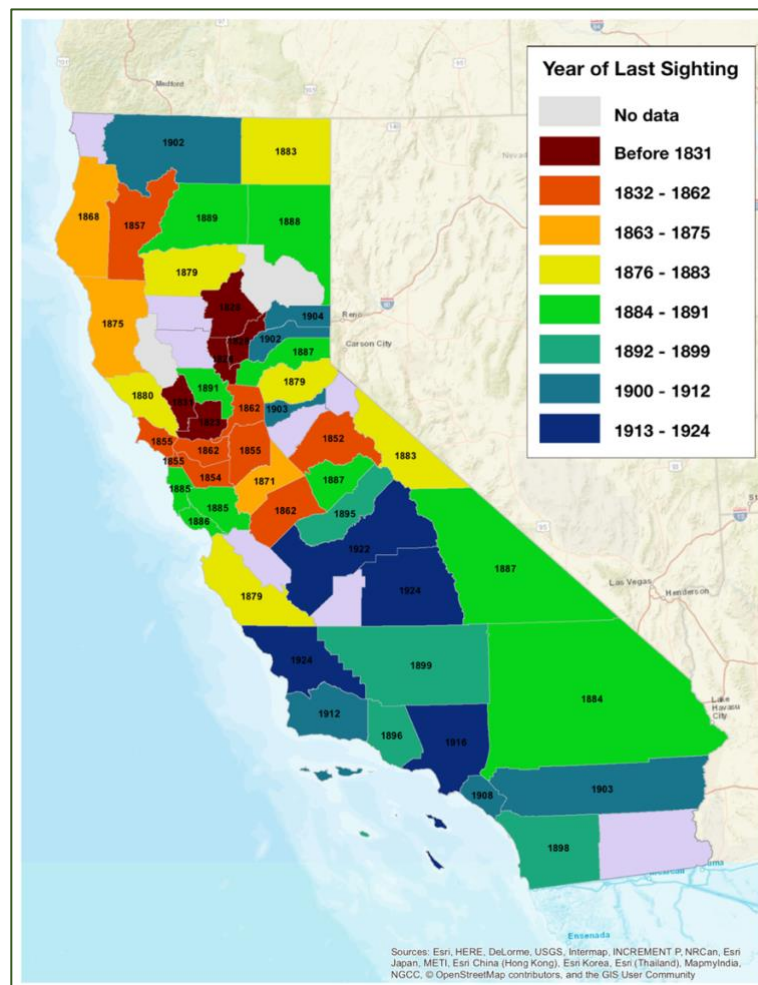 Year of Last Sighting
No data
Before 1831
1832 - 1862
1863 - 1875
1876 - 1883
1884 - 1891
1892 - 1899
1900 - 1912
1913 - 1924
Medford
1902
1883
1868
1857
1889
1888
1879
1875
1904
Reno
1902
Carson City
1887
1880
1891
1879
1862
1903
1855
1862
1855
1852
1883
1855
1854
1871
1887
1885
1885
1862
1895
1886
1922
1887
Las Vegas
Henderson
1879
1924
1924
1899
1884
Lake
Havasu
City
1912
1896
1916
1908
1903
1898
Ensenada
Sources: Esri, HERE, DeLorme, USGS, Intermap, INCREMENT P, NRCan, Esri
Japan, METI, Esri China (Hong Kong), Esri Korea, Esri (Thailand), MapmyIndia,
NGCC, © OpenStreetMap contributors, and the GIS User Community